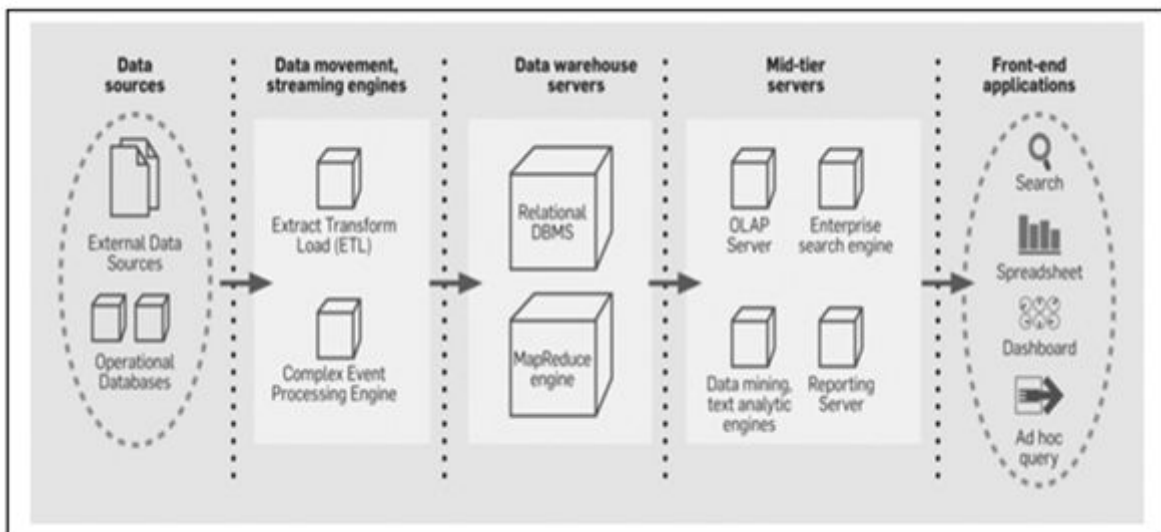 Data
sources
Data movement,
streaming engines
Data warehouse
servers
Mid-tier
servers
Front-end
applications
External Data
Sources
Operational
Databases
Extract Transform
Load (ETL)
Complex Event
Processing Engine
Relational
DBMS
MapReduce
engine
OLAP
Server
Enterprise
search engine
Data mining,
text analytic
engines
Reporting
Server
Search
Spreadsheet
Dashboard
Ad hoc
query